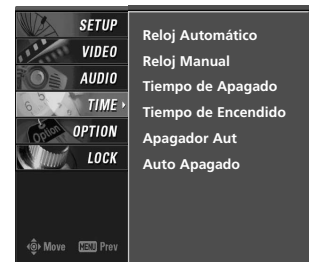 SETUP
VIDEO
AUDIO
TIME
OPTION
LOCK
Move MENU Prev
Reloj Automático
Reloj Manual
Tiempo de Apagado
Tiempo de Encendido
Apagador Aut
Auto Apagado